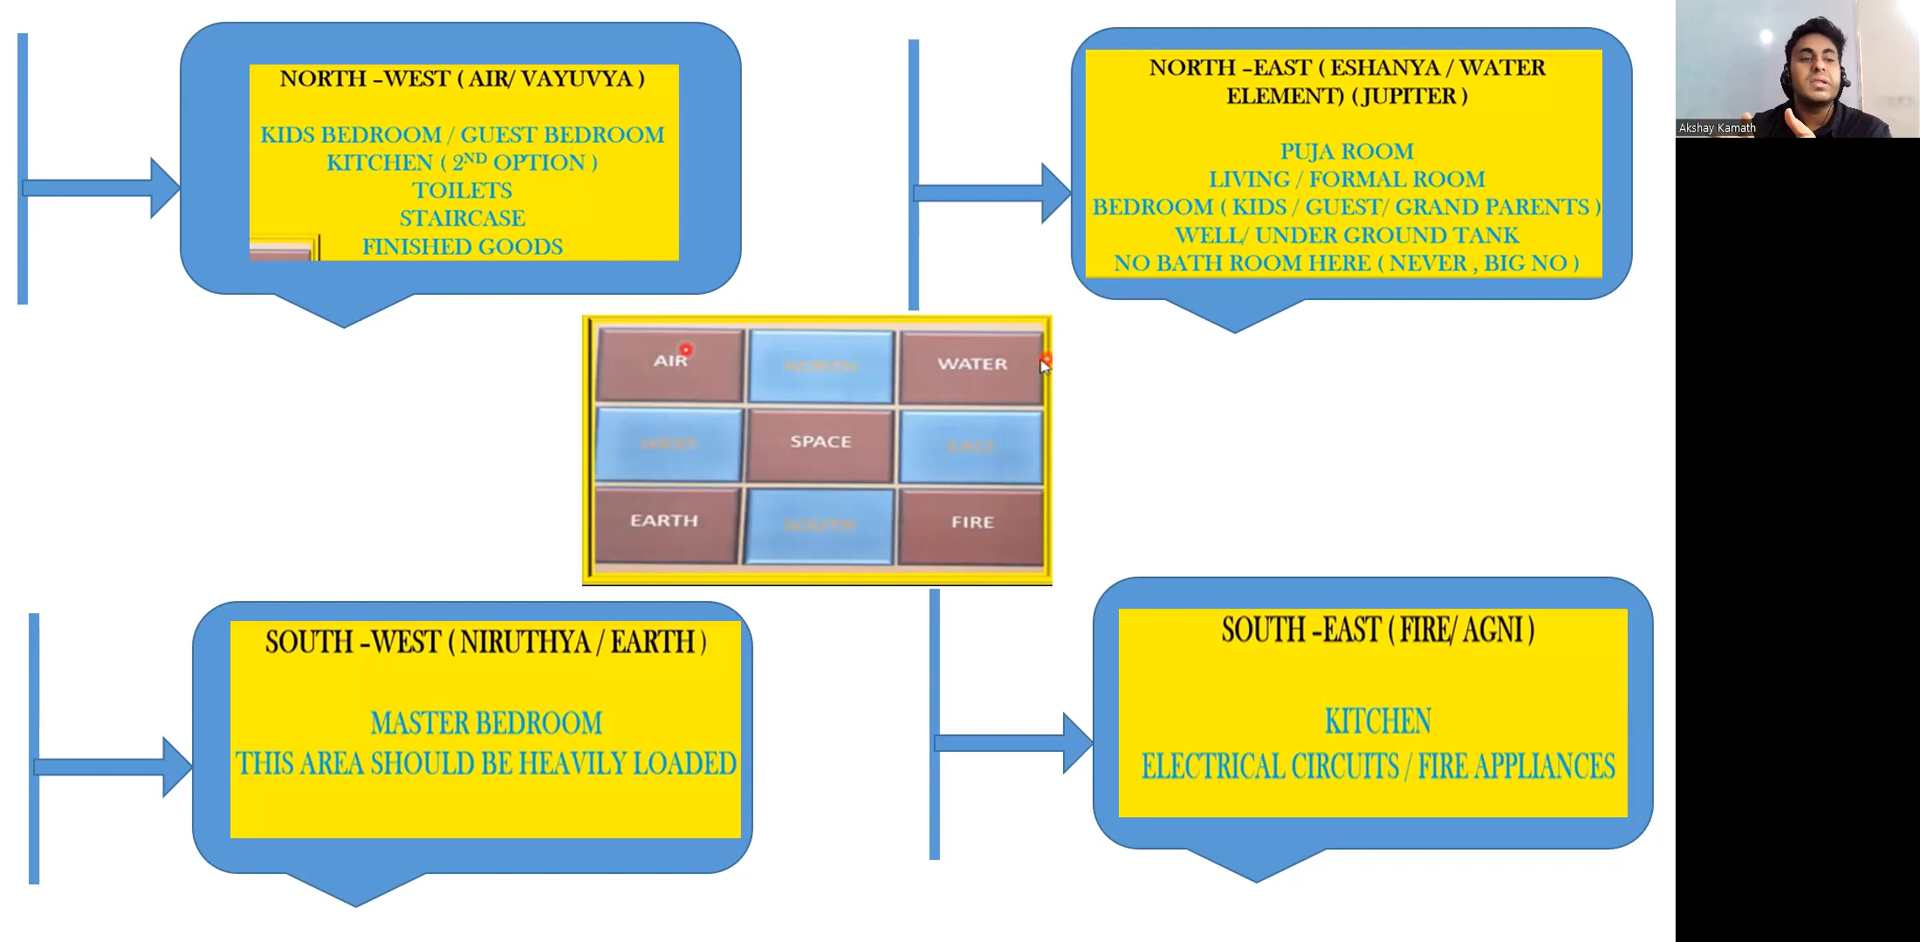 NORTH –WEST ( AIR/ VAYUVYA )
KIDS BEDROOM / GUEST BEDROOM
KITCHEN ( 2ND OPTION )
TOILETS
STAIRCASE
FINISHED GOODS
NORTH –EAST ( ESHANYA / WATER
ELEMENT) ( JUPITER )
PUJA ROOM
LIVING / FORMAL ROOM
BEDROOM ( KIDS / GUEST/ GRAND PARENTS )
WELL/ UNDER GROUND TANK
NO BATH ROOM HERE ( NEVER , BIG NO )
Akshay Kamath
AIR NORTH WATER
WEST SPACE EAST
EARTH SOUTH FIRE
SOUTH –WEST ( NIRUTHYA / EARTH )
MASTER BEDROOM
THIS AREA SHOULD BE HEAVILY LOADED
SOUTH –EAST ( FIRE/ AGNI )
KITCHEN
ELECTRICAL CIRCUITS / FIRE APPLIANCES